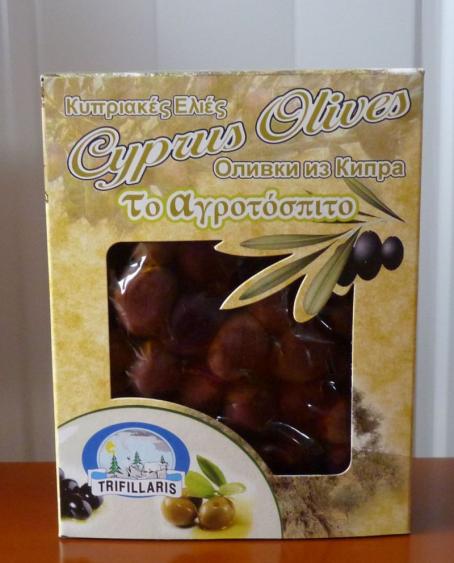 Κυπριακές Ελιές
Cyprus Olives
Оливки из Кипра
Το αγροτόσπιτο
TRIFILLARIS